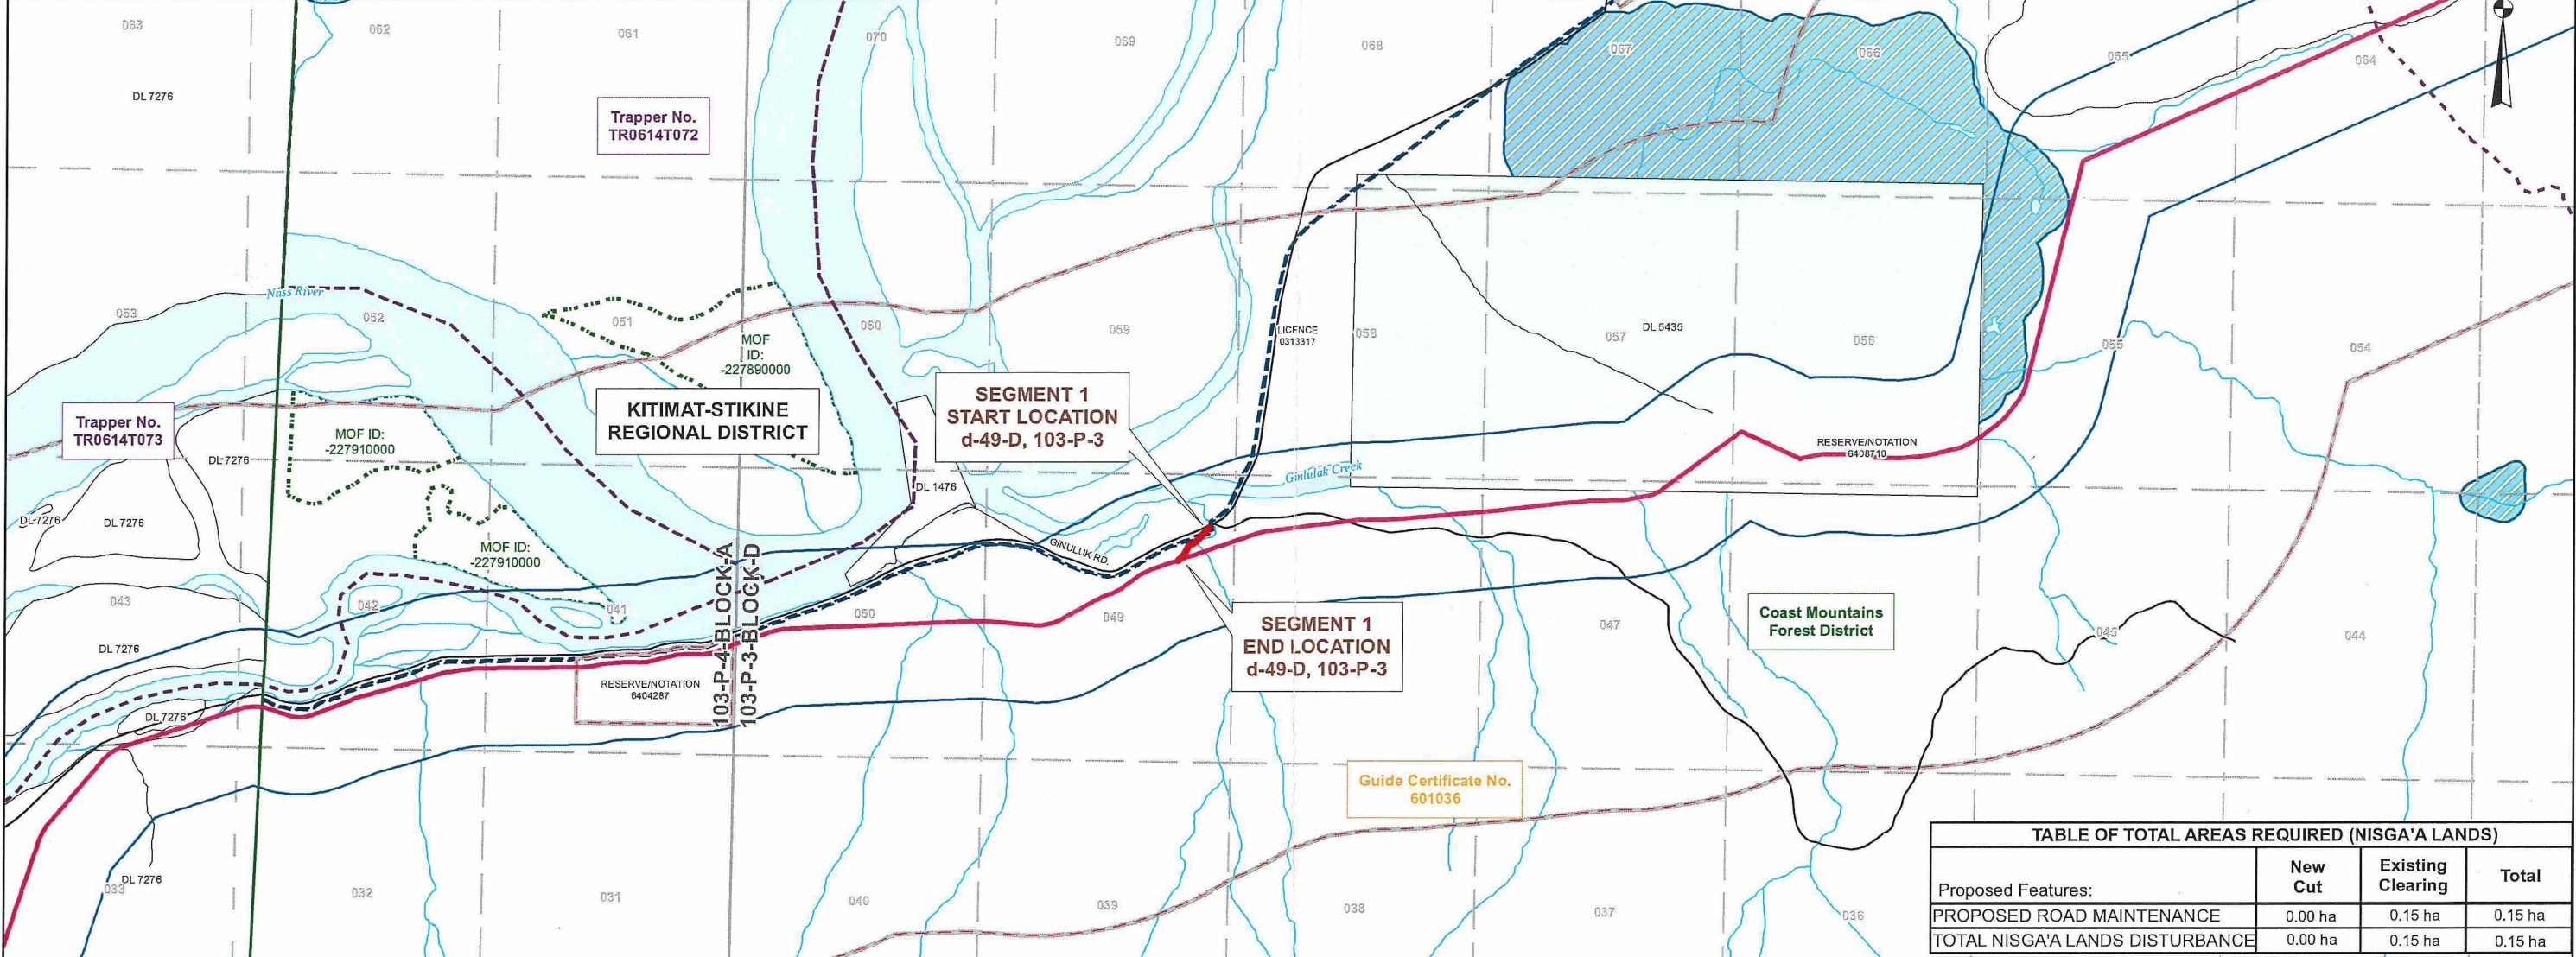 063
062
061
070
069
068
067
066
065
064
DL 7276
Trapper No.
TR0614T072
Nass River
053
052
051
060
059
058
057
056
055
054
MOF
ID:
-227890000
LICENCE
0313317
DL 5435
KITIMAT-STIKINE
REGIONAL DISTRICT
SEGMENT 1
START LOCATION
d-49-D, 103-P-3
Trapper No.
TR0614T073
MOF ID:
-227910000
DL 7276
RESERVE/NOTATION
6408710
Ginlulak Creek
DL 1476
DL 7276
DL 7276
MOF ID:
-227910000
GINULUK RD.
103-P-4-BLOCK-A
103-P-3-BLOCK-D
043
042
041
050
049
047
045
044
SEGMENT 1
END LOCATION
d-49-D, 103-P-3
Coast Mountains
Forest District
DL 7276
RESERVE/NOTATION
6404287
DL 7276
Guide Certificate No.
601036
DL 7276
033
032
031
040
039
038
037
036
TABLE OF TOTAL AREAS REQUIRED (NISGA'A LANDS)
Proposed Features: New Cut Existing Clearing Total
PROPOSED ROAD MAINTENANCE 0.00 ha 0.15 ha 0.15 ha
TOTAL NISGA'A LANDS DISTURBANCE 0.00 ha 0.15 ha 0.15 ha